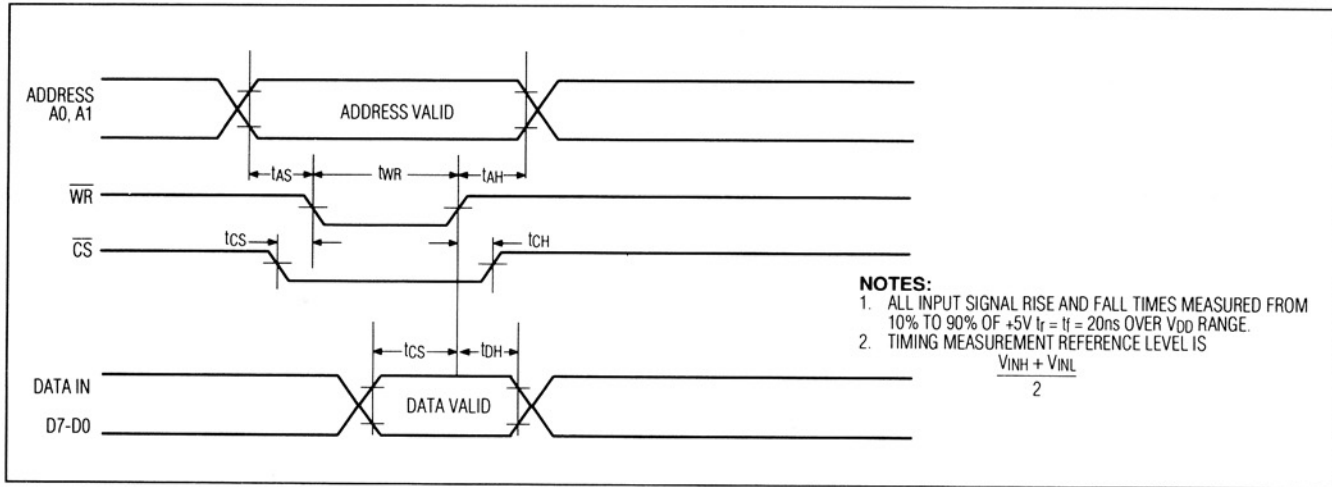 ADDRESS
A0, A1
ADDRESS VALID
tAS
tWR
tAH
WR
tCS
tCH
CS
tCS
tDH
DATA IN
DATA VALID
D7-D0
NOTES:
1. ALL INPUT SIGNAL RISE AND FALL TIMES MEASURED FROM
10% TO 90% OF +5V tr = tf = 20ns OVER VDD RANGE.
2. TIMING MEASUREMENT REFERENCE LEVEL IS
VINH + VINL
2